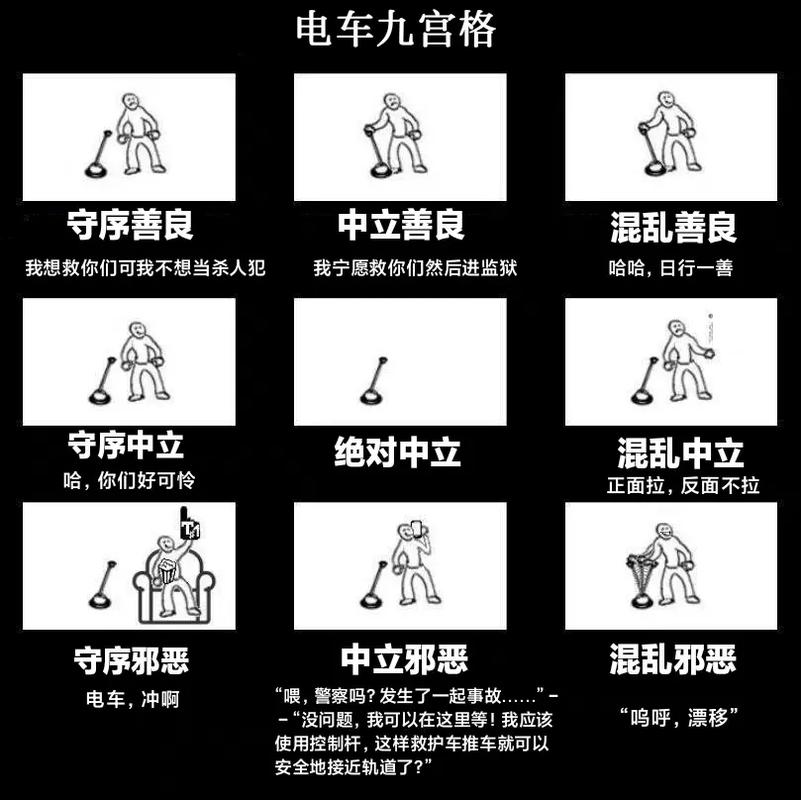 电车九宫格
守序善良
中立善良
混乱善良
我想救你们可我不想当杀人犯
我宁愿救你们然后进监狱
哈哈，日行一善
守序中立
绝对中立
混乱中立
哈，你们好可怜
正面拉，反面不拉
守序邪恶
中立邪恶
混乱邪恶
电车，冲啊
“喂，警察吗？发生了一起事故……” –
– “没问题，我可以在这里等！我应该
使用控制杆，这样救护车推车就可以
安全地接近轨道了？”
“呜呼，漂移”